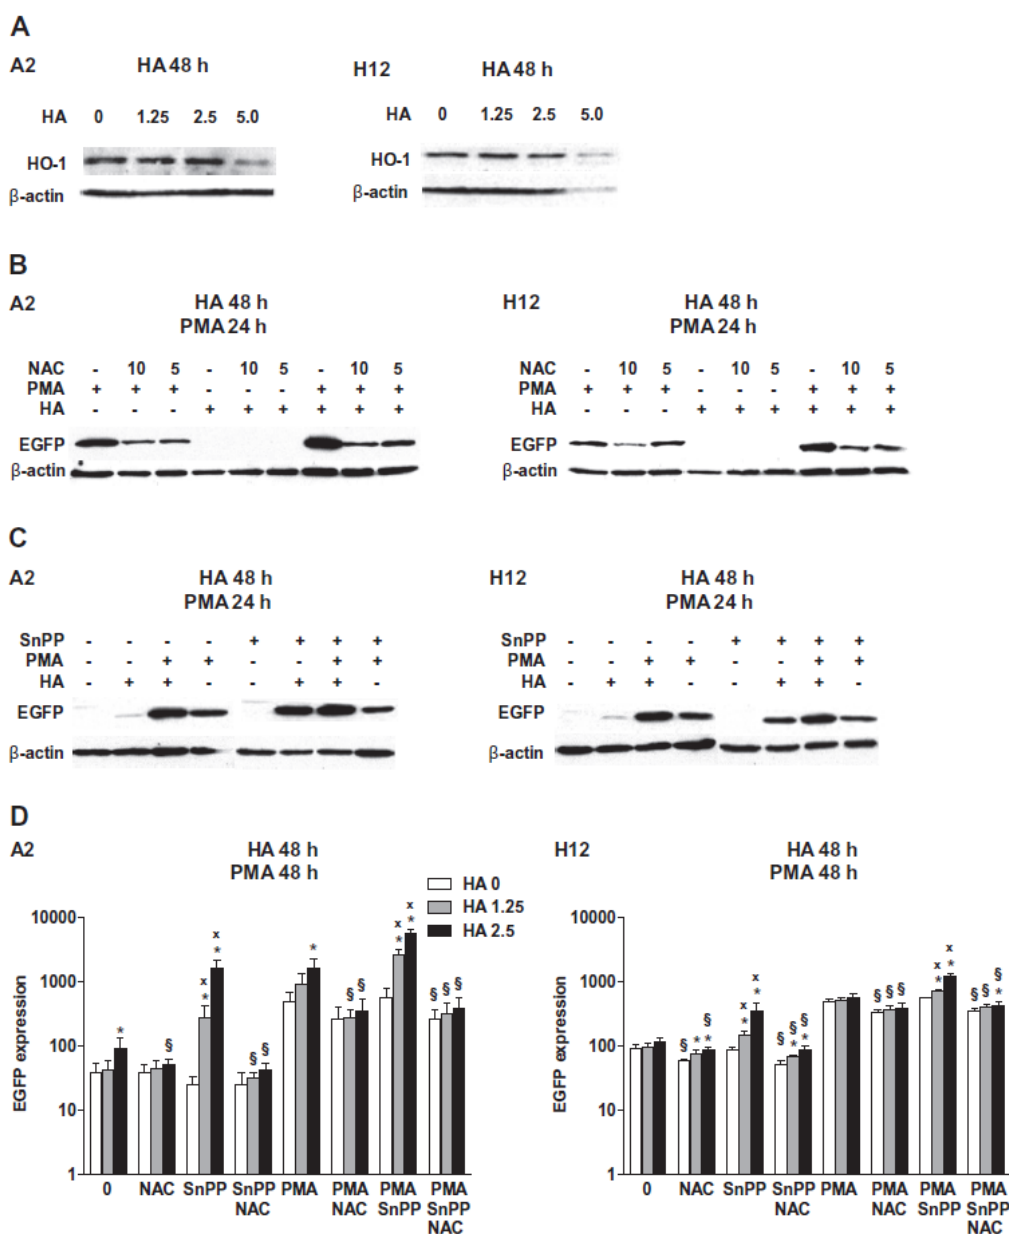 A
A2 HA 48 h
HA 0 1.25 2.5 5.0
HO-1
β-actin
H12 HA 48 h
HA 0 1.25 2.5 5.0
HO-1
β-actin
B
A2 HA 48 h
PMA 24 h
NAC - 10 5 - 10 5 - 10 5
PMA + + + - - - + + +
HA - - - + + + + + +
EGFP
β-actin
H12 HA 48 h
PMA 24 h
NAC - 10 5 - 10 5 - 10 5
PMA + + + - - - + + +
HA - - - + + + + + +
EGFP
β-actin
C
A2 HA 48 h
PMA 24 h
SnPP - - - - + + + +
PMA - - + + - - + +
HA - + + - - + + -
EGFP
β-actin
H12 HA 48 h
PMA 24 h
SnPP - - - - + + + +
PMA - - + + - - + +
HA - + + - - + + -
EGFP
β-actin
D
A2 HA 48 h
PMA 48 h
HA 0
HA 1.25
HA 2.5
EGFP expression
10000
1000
100
10
1
* § x * x * § § * § § x * x * § § §
0 NAC SnPP SnPP PMA PMA PMA PMA
NAC NAC SnPP SnPP
NAC
H12 HA 48 h
PMA 48 h
EGFP expression
10000
1000
100
10
1
§ * § * x * x * § § * § * § § § x * x * § § § *
0 NAC SnPP SnPP PMA PMA PMA PMA
NAC NAC SnPP SnPP
NAC